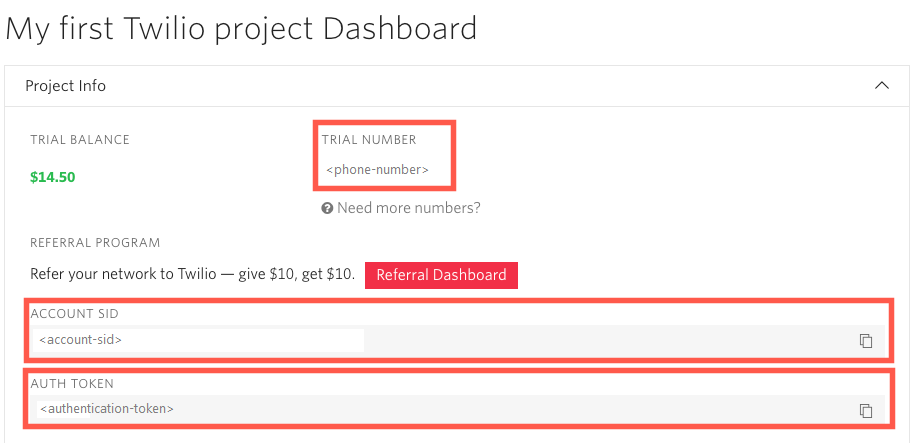 My first Twilio project Dashboard
Project Info
TRIAL BALANCE
$14.50
TRIAL NUMBER
<phone-number>
Need more numbers?
REFERRAL PROGRAM
Refer your network to Twilio — give $10, get $10.
Referral Dashboard
ACCOUNT SID
<account-sid>
AUTH TOKEN
<authentication-token>